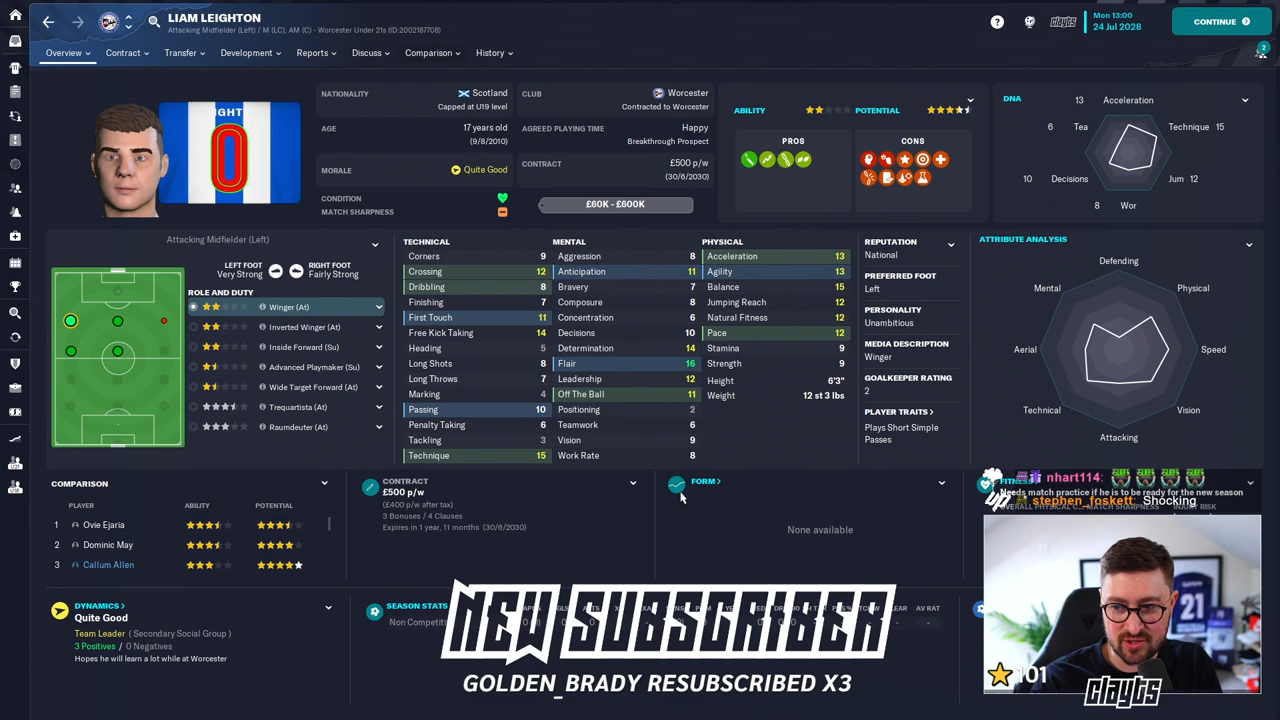 LIAM LEIGHTON
Attacking Midfielder (Left) / M (LC), AM (C) - Worcester Under 21s (ID:2002187708)
clayts
Mon 13:00
24 Jul 2028
CONTINUE
2
Overview
Contract
Transfer
Development
Reports
Discuss
Comparison
History
IGHT
0
NATIONALITY
Scotland
Capped at U19 level
AGE
17 years old
(9/8/2010)
MORALE
Quite Good
CONDITION
MATCH SHARPNESS
CLUB
Worcester
Contracted to Worcester
AGREED PLAYING TIME
Happy
Breakthrough Prospect
CONTRACT
£500 p/w
(30/6/2030)
£60K - £600K
ABILITY
POTENTIAL
PROS
CONS
DNA
13 Acceleration
6 Tea
Technique 15
10 Decisions
Jum 12
8 Wor
Attacking Midfielder (Left)
LEFT FOOT
Very Strong
RIGHT FOOT
Fairly Strong
ROLE AND DUTY
Winger (At)
Inverted Winger (At)
Inside Forward (Su)
Advanced Playmaker (Su)
Wide Target Forward (At)
Trequartista (At)
Raumdeuter (At)
TECHNICAL
Corners 9
Crossing 12
Dribbling 8
Finishing 7
First Touch 11
Free Kick Taking 14
Heading 5
Long Shots 8
Long Throws 7
Marking 4
Passing 10
Penalty Taking 6
Tackling 3
Technique 15
MENTAL
Aggression 8
Anticipation 11
Bravery 7
Composure 8
Concentration 6
Decisions 10
Determination 14
Flair 16
Leadership 12
Off The Ball 11
Positioning 2
Teamwork 6
Vision 9
Work Rate 8
PHYSICAL
Acceleration 13
Agility 13
Balance 15
Jumping Reach 12
Natural Fitness 12
Pace 12
Stamina 9
Strength 9
Height 6'3"
Weight 12 st 3 lbs
REPUTATION
National
PREFERRED FOOT
Left
PERSONALITY
Unambitious
MEDIA DESCRIPTION
Winger
GOALKEEPER RATING
2
PLAYER TRAITS >
Plays Short Simple
Passes
ATTRIBUTE ANALYSIS
Defending
Mental
Physical
Aerial
Speed
Technical
Vision
Attacking
COMPARISON
PLAYER ABILITY POTENTIAL
1 Ovie Ejaria
2 Dominic May
3 Callum Allen
CONTRACT
£500 p/w
(£400 p/w after tax)
3 Bonuses / 4 Clauses
Expires in 1 year, 11 months (30/6/2030)
FORM >
None available
FITNESS
Needs match practice if he is ready for the new season
nhart114:
stephen_foskett: Shocking
DYNAMICS >
Quite Good
Team Leader ( Secondary Social Group )
3 Positives / 0 Negatives
Hopes he will learn a lot while at Worcester
SEASON STATS
AV RAT
NEW SUBSCRIBER
GOLDEN_BRADY RESUBSCRIBED X3
21
101
clayts